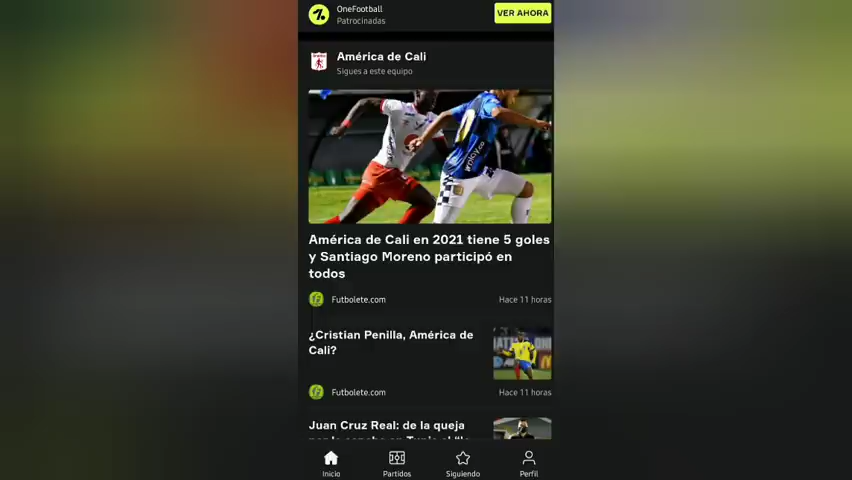 OneFootball
Patrocinadas
VER AHORA
América de Cali
Sigues a este equipo
América de Cali en 2021 tiene 5 goles
y Santiago Moreno participó en
todos
Futbolete.com
Hace 11 horas
¿Cristian Penilla, América de
Cali?
Futbolete.com
Hace 11 horas
Juan Cruz Real: de la queja
Inicio
Partidos
Siguiendo
Perfil